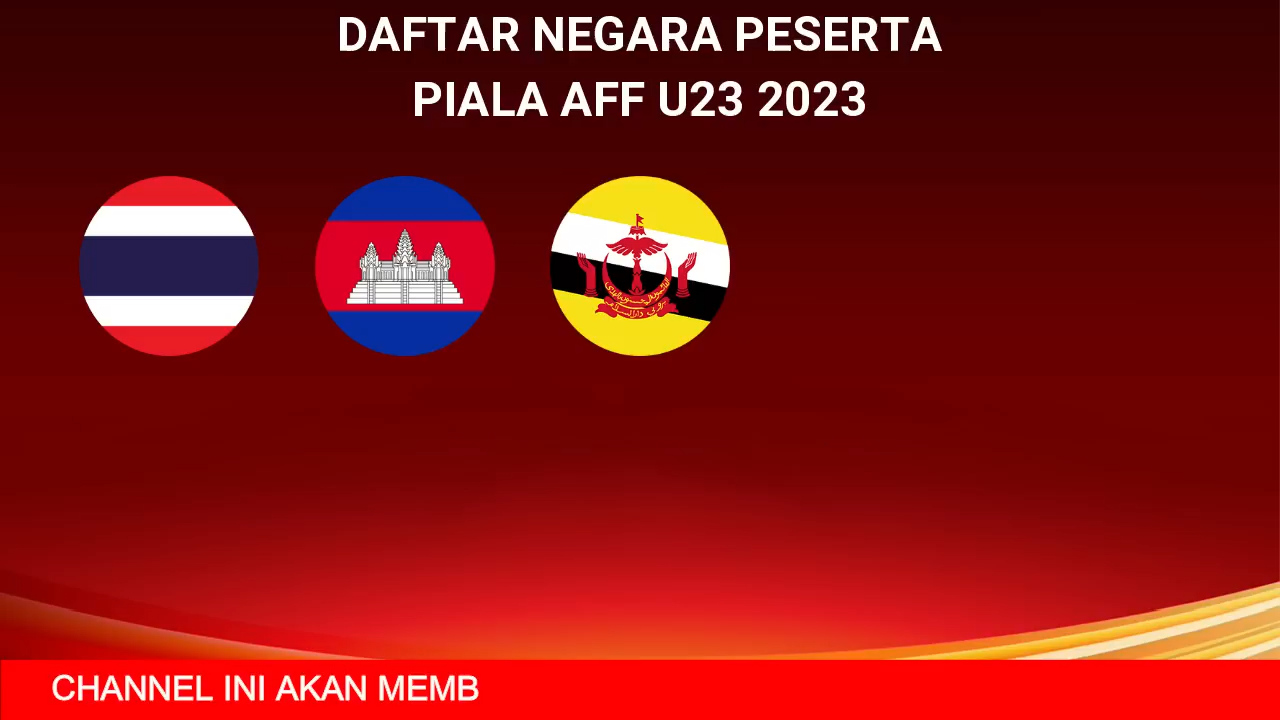 DAFTAR NEGARA PESERTA
PIALA AFF U23 2023
CHANNEL INI AKAN MEMB